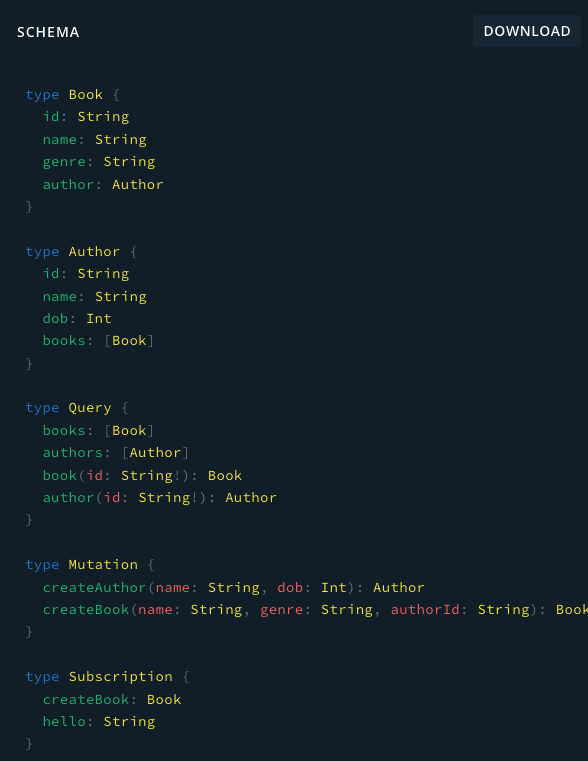 SCHEMA
DOWNLOAD
type Book {
  id: String
  name: String
  genre: String
  author: Author
}
type Author {
  id: String
  name: String
  dob: Int
  books: [Book]
}
type Query {
  books: [Book]
  authors: [Author]
  book(id: String!): Book
  author(id: String!): Author
}
type Mutation {
  createAuthor(name: String, dob: Int): Author
  createBook(name: String, genre: String, authorId: String): Book
}
type Subscription {
  createBook: Book
  hello: String
}